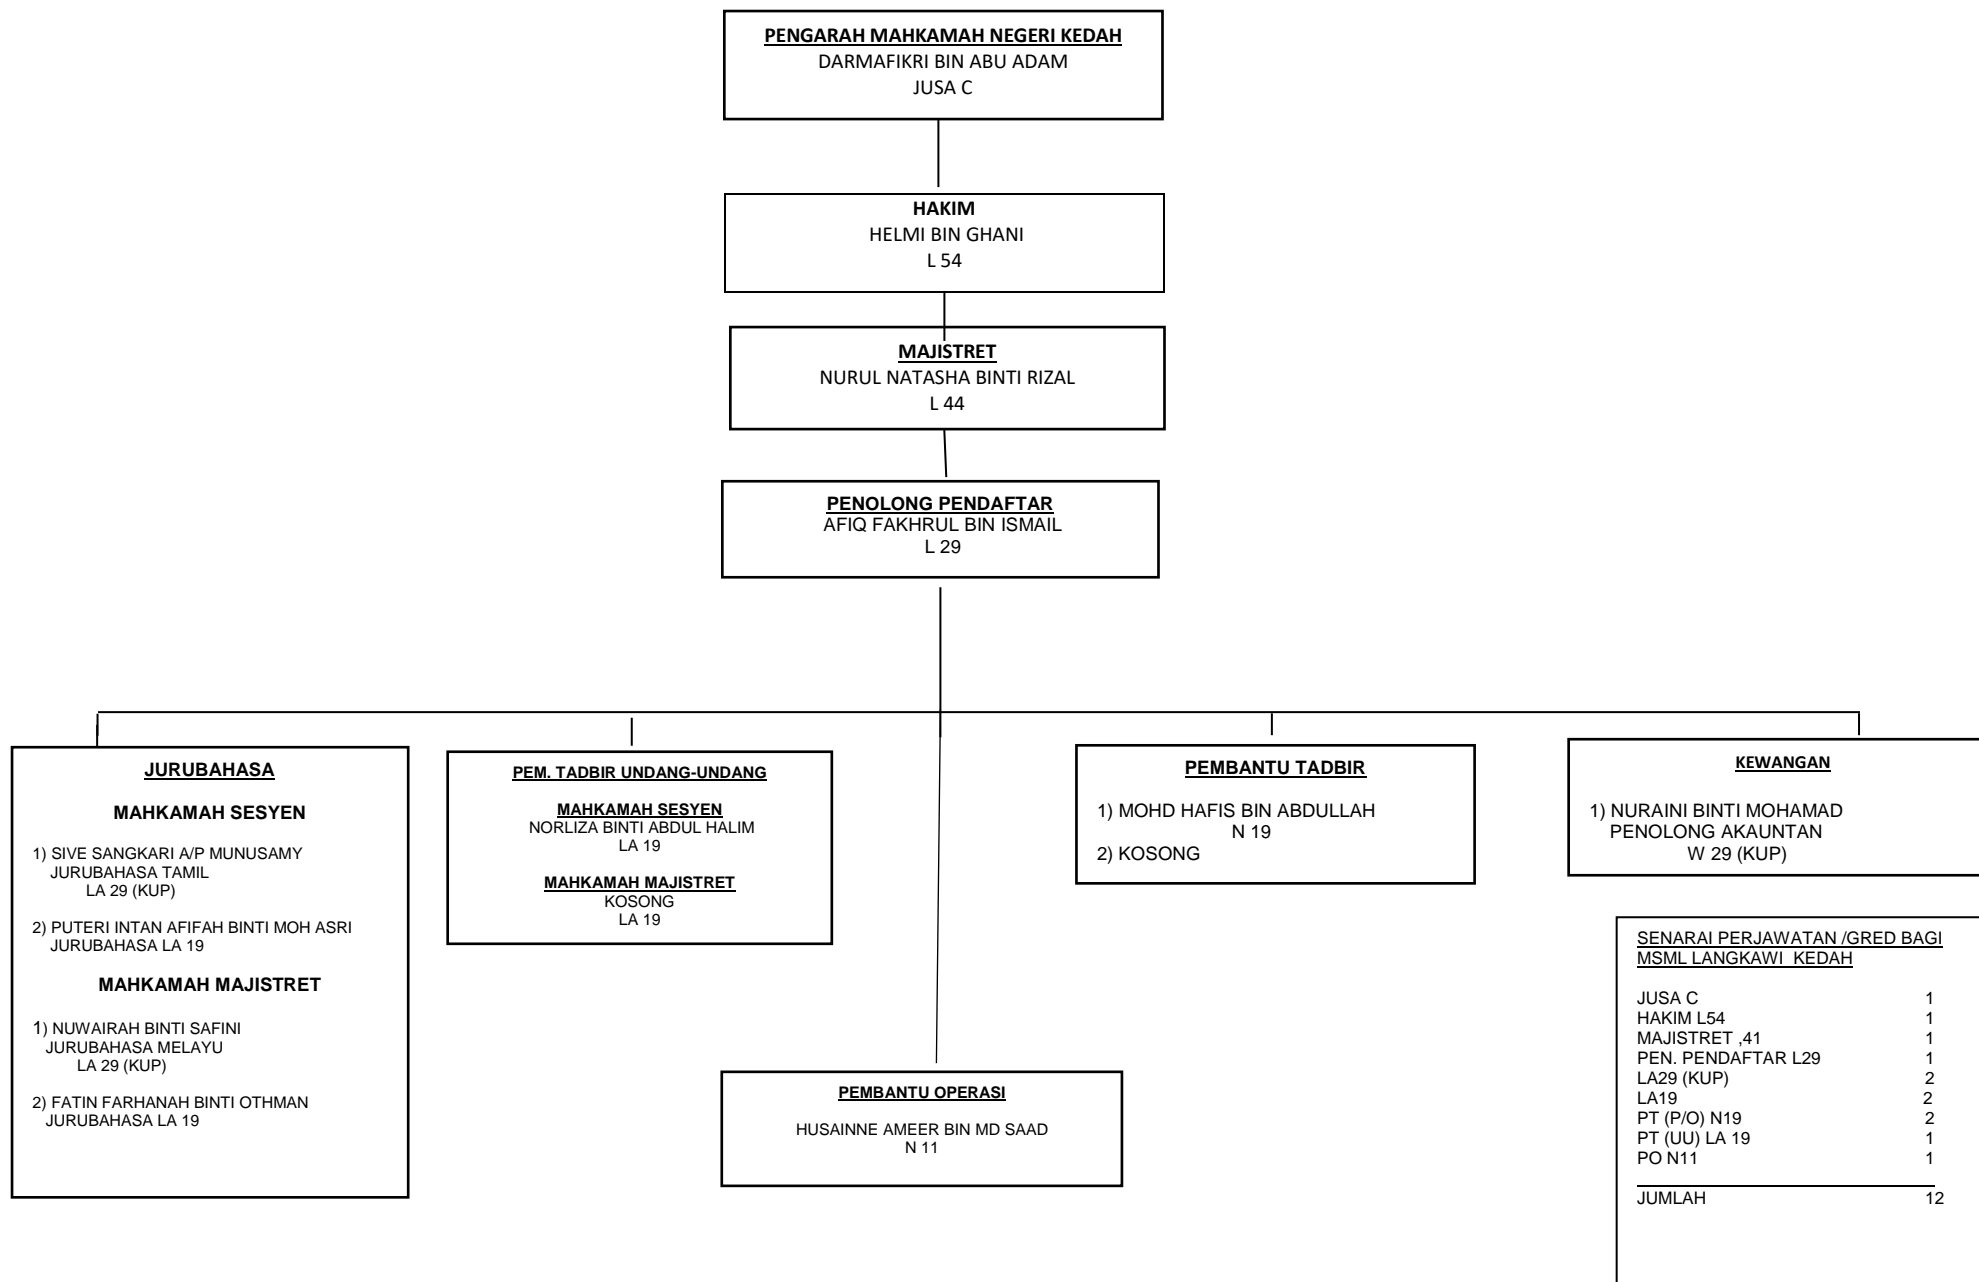 PENGARAH MAHKAMAH NEGERI KEDAH
DARMAFIKRI BIN ABU ADAM
JUSA C
HAKIM
HELMI BIN GHANI
L 54
MAJISTRET
NURUL NATASHA BINTI RIZAL
L 44
PENOLONG PENDAFTAR
AFIQ FAKHRUL BIN ISMAIL
L 29
JURUBAHASA
MAHKAMAH SESYEN
1) SIVE SANGKARI A/P MUNUSAMY
JURUBAHASA TAMIL
LA 29 (KUP)
2) PUTERI INTAN AFIFAH BINTI MOH ASRI
JURUBAHASA LA 19
MAHKAMAH MAJISTRET
1) NUWAIRAH BINTI SAFINI
JURUBAHASA MELAYU
LA 29 (KUP)
2) FATIN FARHANAH BINTI OTHMAN
JURUBAHASA LA 19
PEM. TADBIR UNDANG-UNDANG
MAHKAMAH SESYEN
NORLIZA BINTI ABDUL HALIM
LA 19
MAHKAMAH MAJISTRET
KOSONG
LA 19
PEMBANTU OPERASI
HUSAINNE AMEER BIN MD SAAD
N 11
PEMBANTU TADBIR
1) MOHD HAFIS BIN ABDULLAH
N 19
2) KOSONG
KEWANGAN
1) NURAINI BINTI MOHAMAD
PENOLONG AKAUNTAN
W 29 (KUP)
SENARAI PERJAWATAN /GRED BAGI
MSML LANGKAWI KEDAH
JUSA C 1
HAKIM L54 1
MAJISTRET ,41 1
PEN. PENDAFTAR L29 1
LA29 (KUP) 2
LA19 2
PT (P/O) N19 2
PT (UU) LA 19 1
PO N11 1
JUMLAH 12